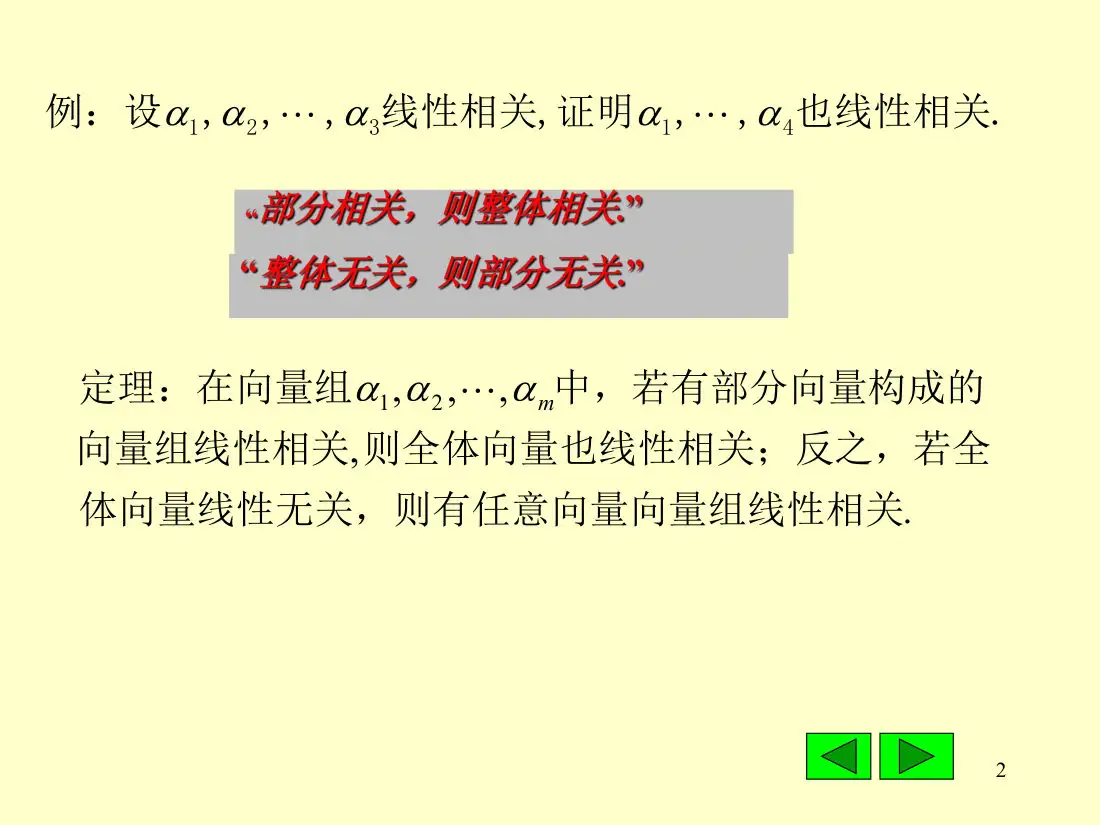 例：设α₁,α₂,⋯,α₃线性相关,证明α₁,⋯,α₄也线性相关.
“部分相关，则整体相关.”
“整体无关，则部分无关.”
定理：在向量组α₁,α₂,⋯,αₘ中，若有部分向量构成的
向量组线性相关,则全体向量也线性相关；反之，若全
体向量线性无关，则有任意向量向量组线性相关.
2